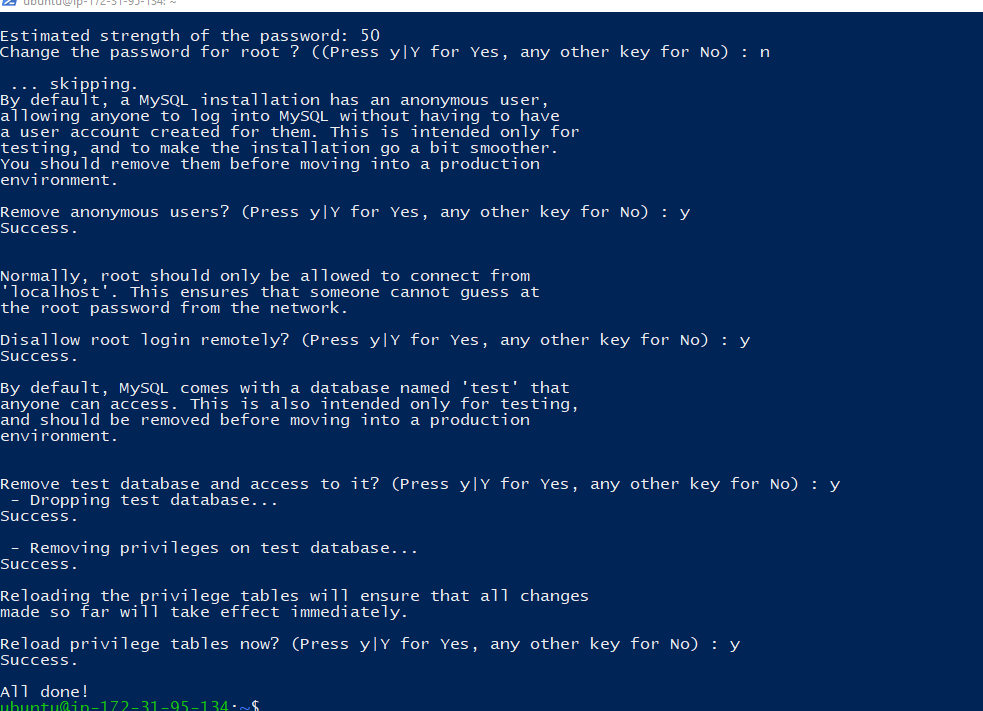 ubuntu@ip-172-31-95-134: ~
Estimated strength of the password: 50
Change the password for root ? ((Press y|Y for Yes, any other key for No) : n
... skipping.
By default, a MySQL installation has an anonymous user,
allowing anyone to log into MySQL without having to have
a user account created for them. This is intended only for
testing, and to make the installation go a bit smoother.
You should remove them before moving into a production
environment.
Remove anonymous users? (Press y|Y for Yes, any other key for No) : y
Success.
Normally, root should only be allowed to connect from
'localhost'. This ensures that someone cannot guess at
the root password from the network.
Disallow root login remotely? (Press y|Y for Yes, any other key for No) : y
Success.
By default, MySQL comes with a database named 'test' that
anyone can access. This is also intended only for testing,
and should be removed before moving into a production
environment.
Remove test database and access to it? (Press y|Y for Yes, any other key for No) : y
- Dropping test database...
Success.
- Removing privileges on test database...
Success.
Reloading the privilege tables will ensure that all changes
made so far will take effect immediately.
Reload privilege tables now? (Press y|Y for Yes, any other key for No) : y
Success.
All done!
ubuntu@ip-172-31-95-134:~$